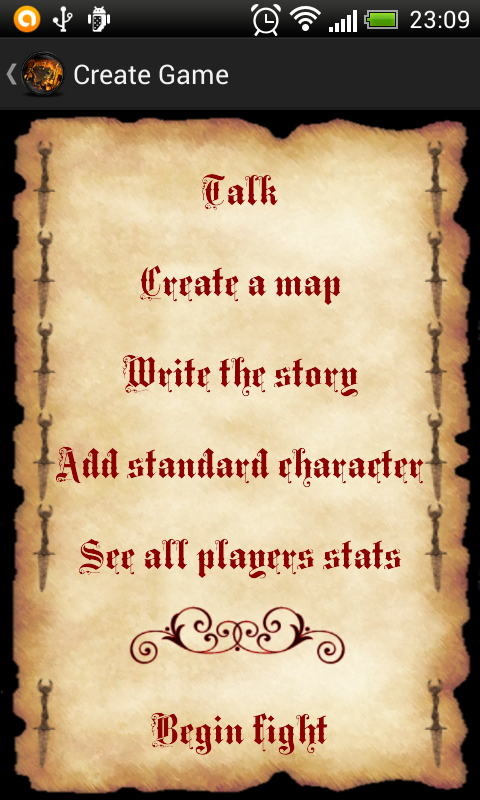 23:09
Create Game
Talk
Create a map
Write the story
Add standard character
See all players stats
Begin fight